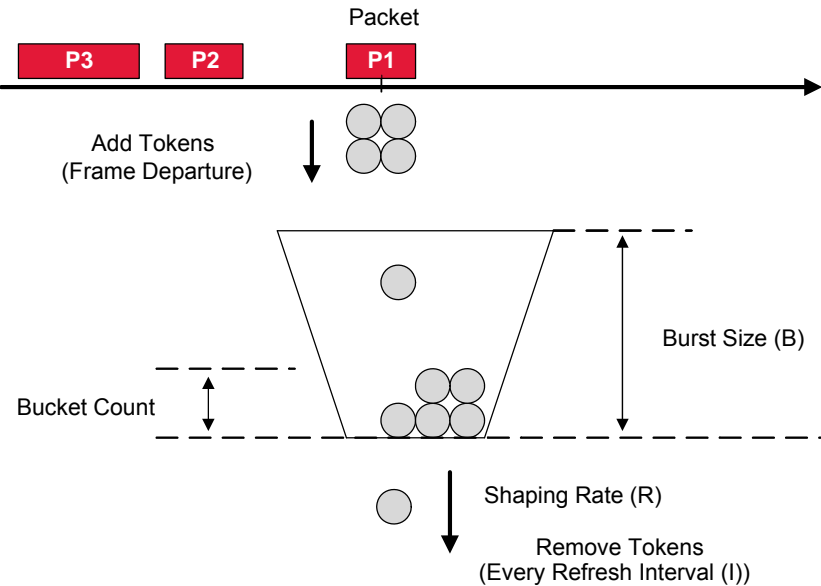 Packet
P3
P2
P1
Add Tokens
(Frame Departure)
Burst Size (B)
Bucket Count
Shaping Rate (R)
Remove Tokens
(Every Refresh Interval (I))